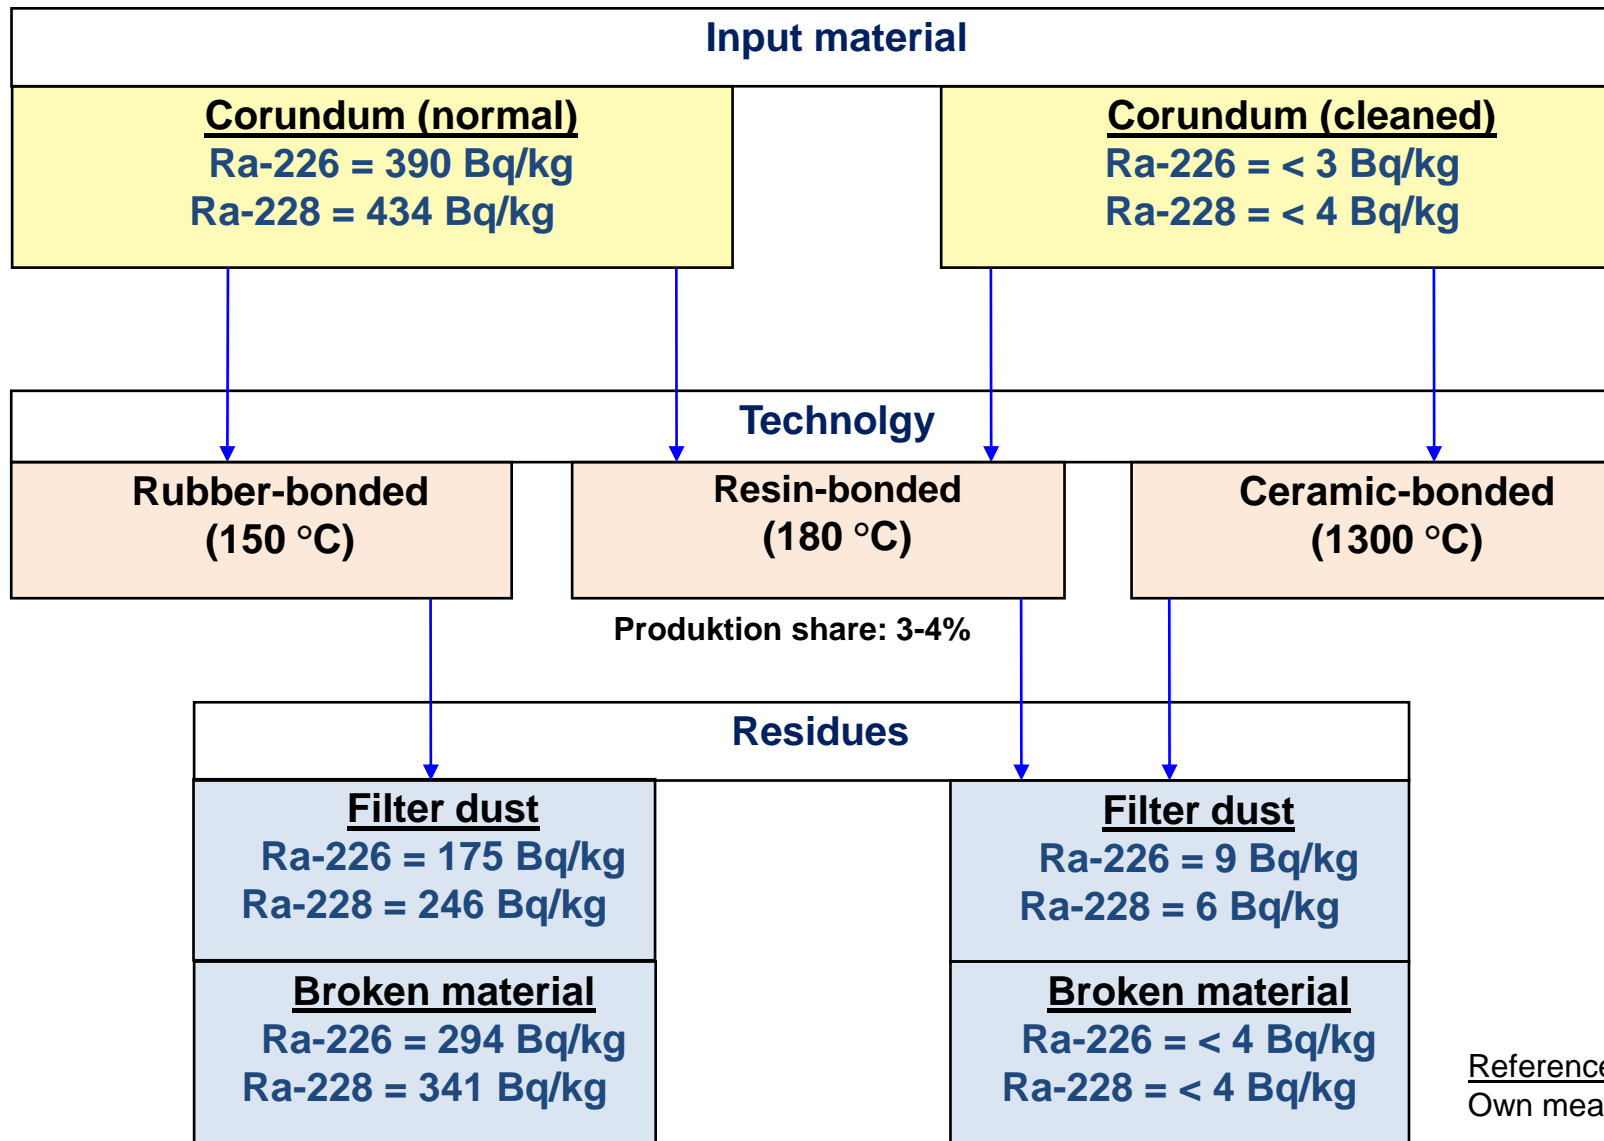 Input material
Corundum (normal)
Ra-226 = 390 Bq/kg
Ra-228 = 434 Bq/kg
Corundum (cleaned)
Ra-226 = < 3 Bq/kg
Ra-228 = < 4 Bq/kg
Technolgy
Rubber-bonded
(150 °C)
Resin-bonded
(180 °C)
Ceramic-bonded
(1300 °C)
Produktion share: 3-4%
Residues
Filter dust
Ra-226 = 175 Bq/kg
Ra-228 = 246 Bq/kg
Filter dust
Ra-226 = 9 Bq/kg
Ra-228 = 6 Bq/kg
Broken material
Ra-226 = 294 Bq/kg
Ra-228 = 341 Bq/kg
Broken material
Ra-226 = < 4 Bq/kg
Ra-228 = < 4 Bq/kg
Reference
Own mea